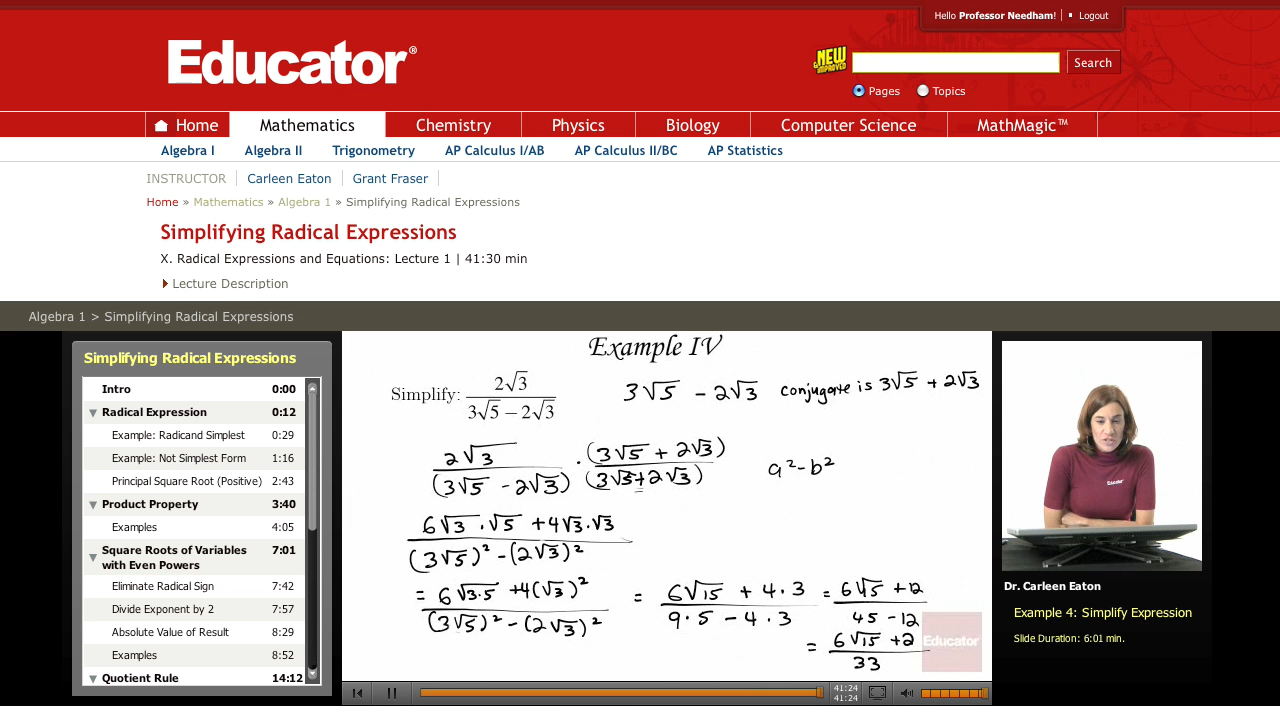 Hello Professor Needham! Logout
Educator®
NEW
& IMPROVED
Search
Pages Topics
Home Mathematics Chemistry Physics Biology Computer Science MathMagic™
Algebra I Algebra II Trigonometry AP Calculus I/AB AP Calculus II/BC AP Statistics
INSTRUCTOR Carleen Eaton Grant Fraser
Home » Mathematics » Algebra 1 » Simplifying Radical Expressions
Simplifying Radical Expressions
X. Radical Expressions and Equations: Lecture 1 | 41:30 min
Lecture Description
Algebra 1 > Simplifying Radical Expressions
Simplifying Radical Expressions
Intro 0:00
Radical Expression 0:12
Example: Radicand Simplest 0:29
Example: Not Simplest Form 1:16
Principal Square Root (Positive) 2:43
Product Property 3:40
Examples 4:05
Square Roots of Variables 7:01
with Even Powers
Eliminate Radical Sign 7:42
Divide Exponent by 2 7:57
Absolute Value of Result 8:29
Examples 8:52
Quotient Rule 14:12
Example IV
Simplify: 2√3 / 3√5 − 2√3
3√5 − 2√3 conjugate is 3√5 + 2√3
2√3 / (3√5 − 2√3) · (3√5 + 2√3) / (3√5 + 2√3) a² − b²
6√3 · √5 + 4√3 · √3 / (3√5)² − (2√3)²
= 6√3·5 + 4(√3)² / (3√5)² − (2√3)² = 6√15 + 4·3 / 9·5 − 4·3 = 6√15 + 12 / 45 − 12
= 6√15 + 2 / 33
Educator
41:24
41:24
Educator
Dr. Carleen Eaton
Example 4: Simplify Expression
Slide Duration: 6:01 min.